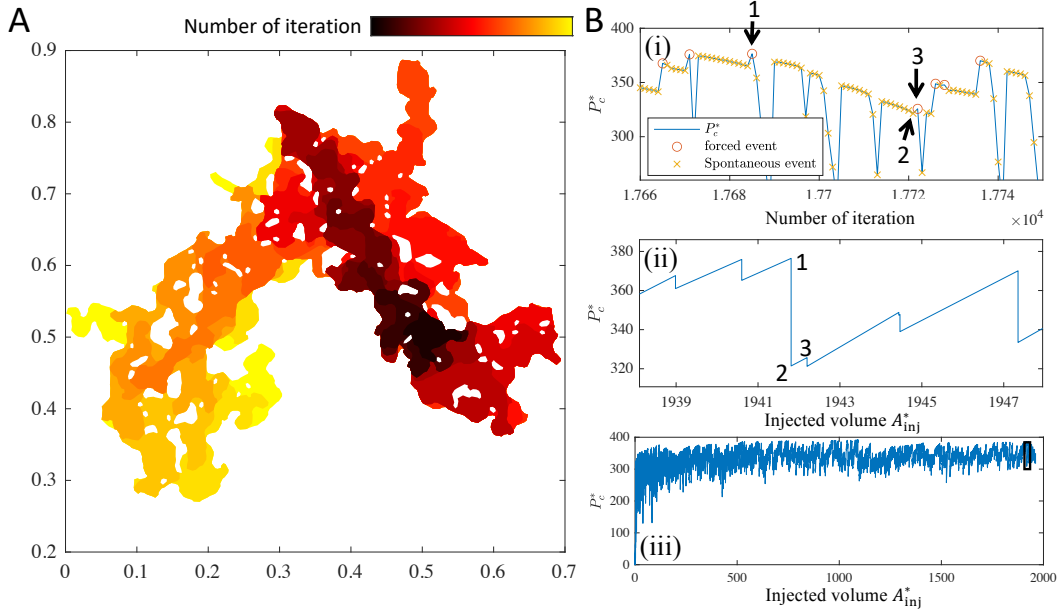 A
Number of iteration
0.9
0.8
0.7
0.6
0.5
0.4
0.3
0.2
0 0.1 0.2 0.3 0.4 0.5 0.6 0.7
B
(i)
1
3
2
400
350
300
P*c
P*c
forced event
Spontaneous event
1.766 1.768 1.77 1.772 1.774
Number of iteration
×10⁴
(ii)
380
360
340
320
P*c
1
3
2
1939 1941 1943 1945 1947
Injected volume A*inj
400
300
200
100
0
P*c
(iii)
0 500 1000 1500 2000
Injected volume A*inj